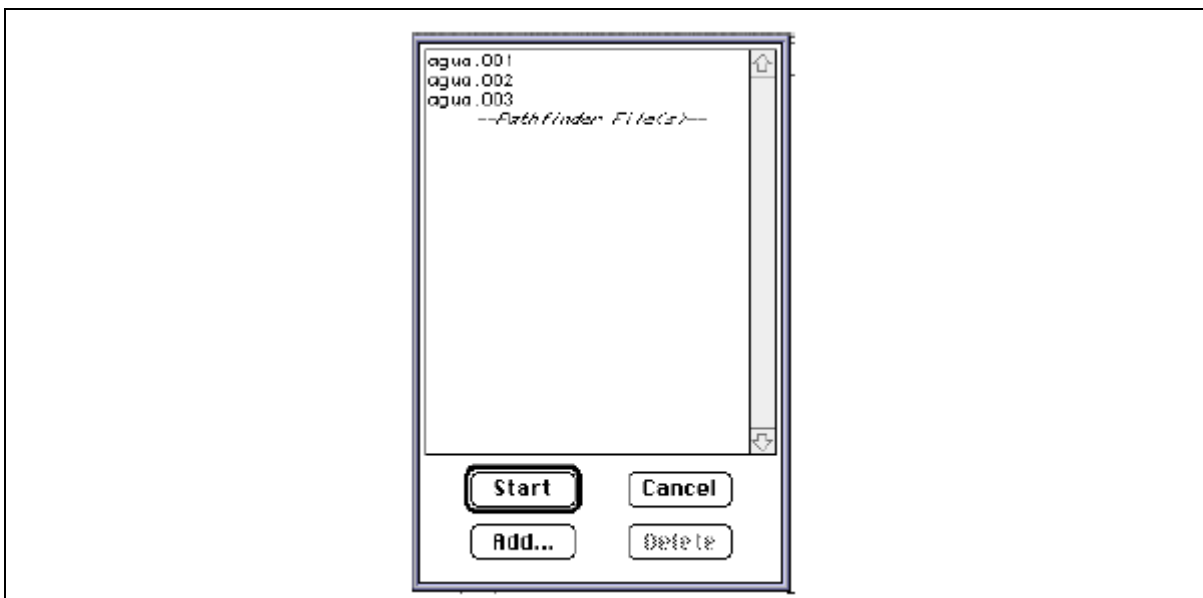 agua.001
agua.002
agua.003
--Pathfinder File(s)--
Start
Cancel
Add...
Delete